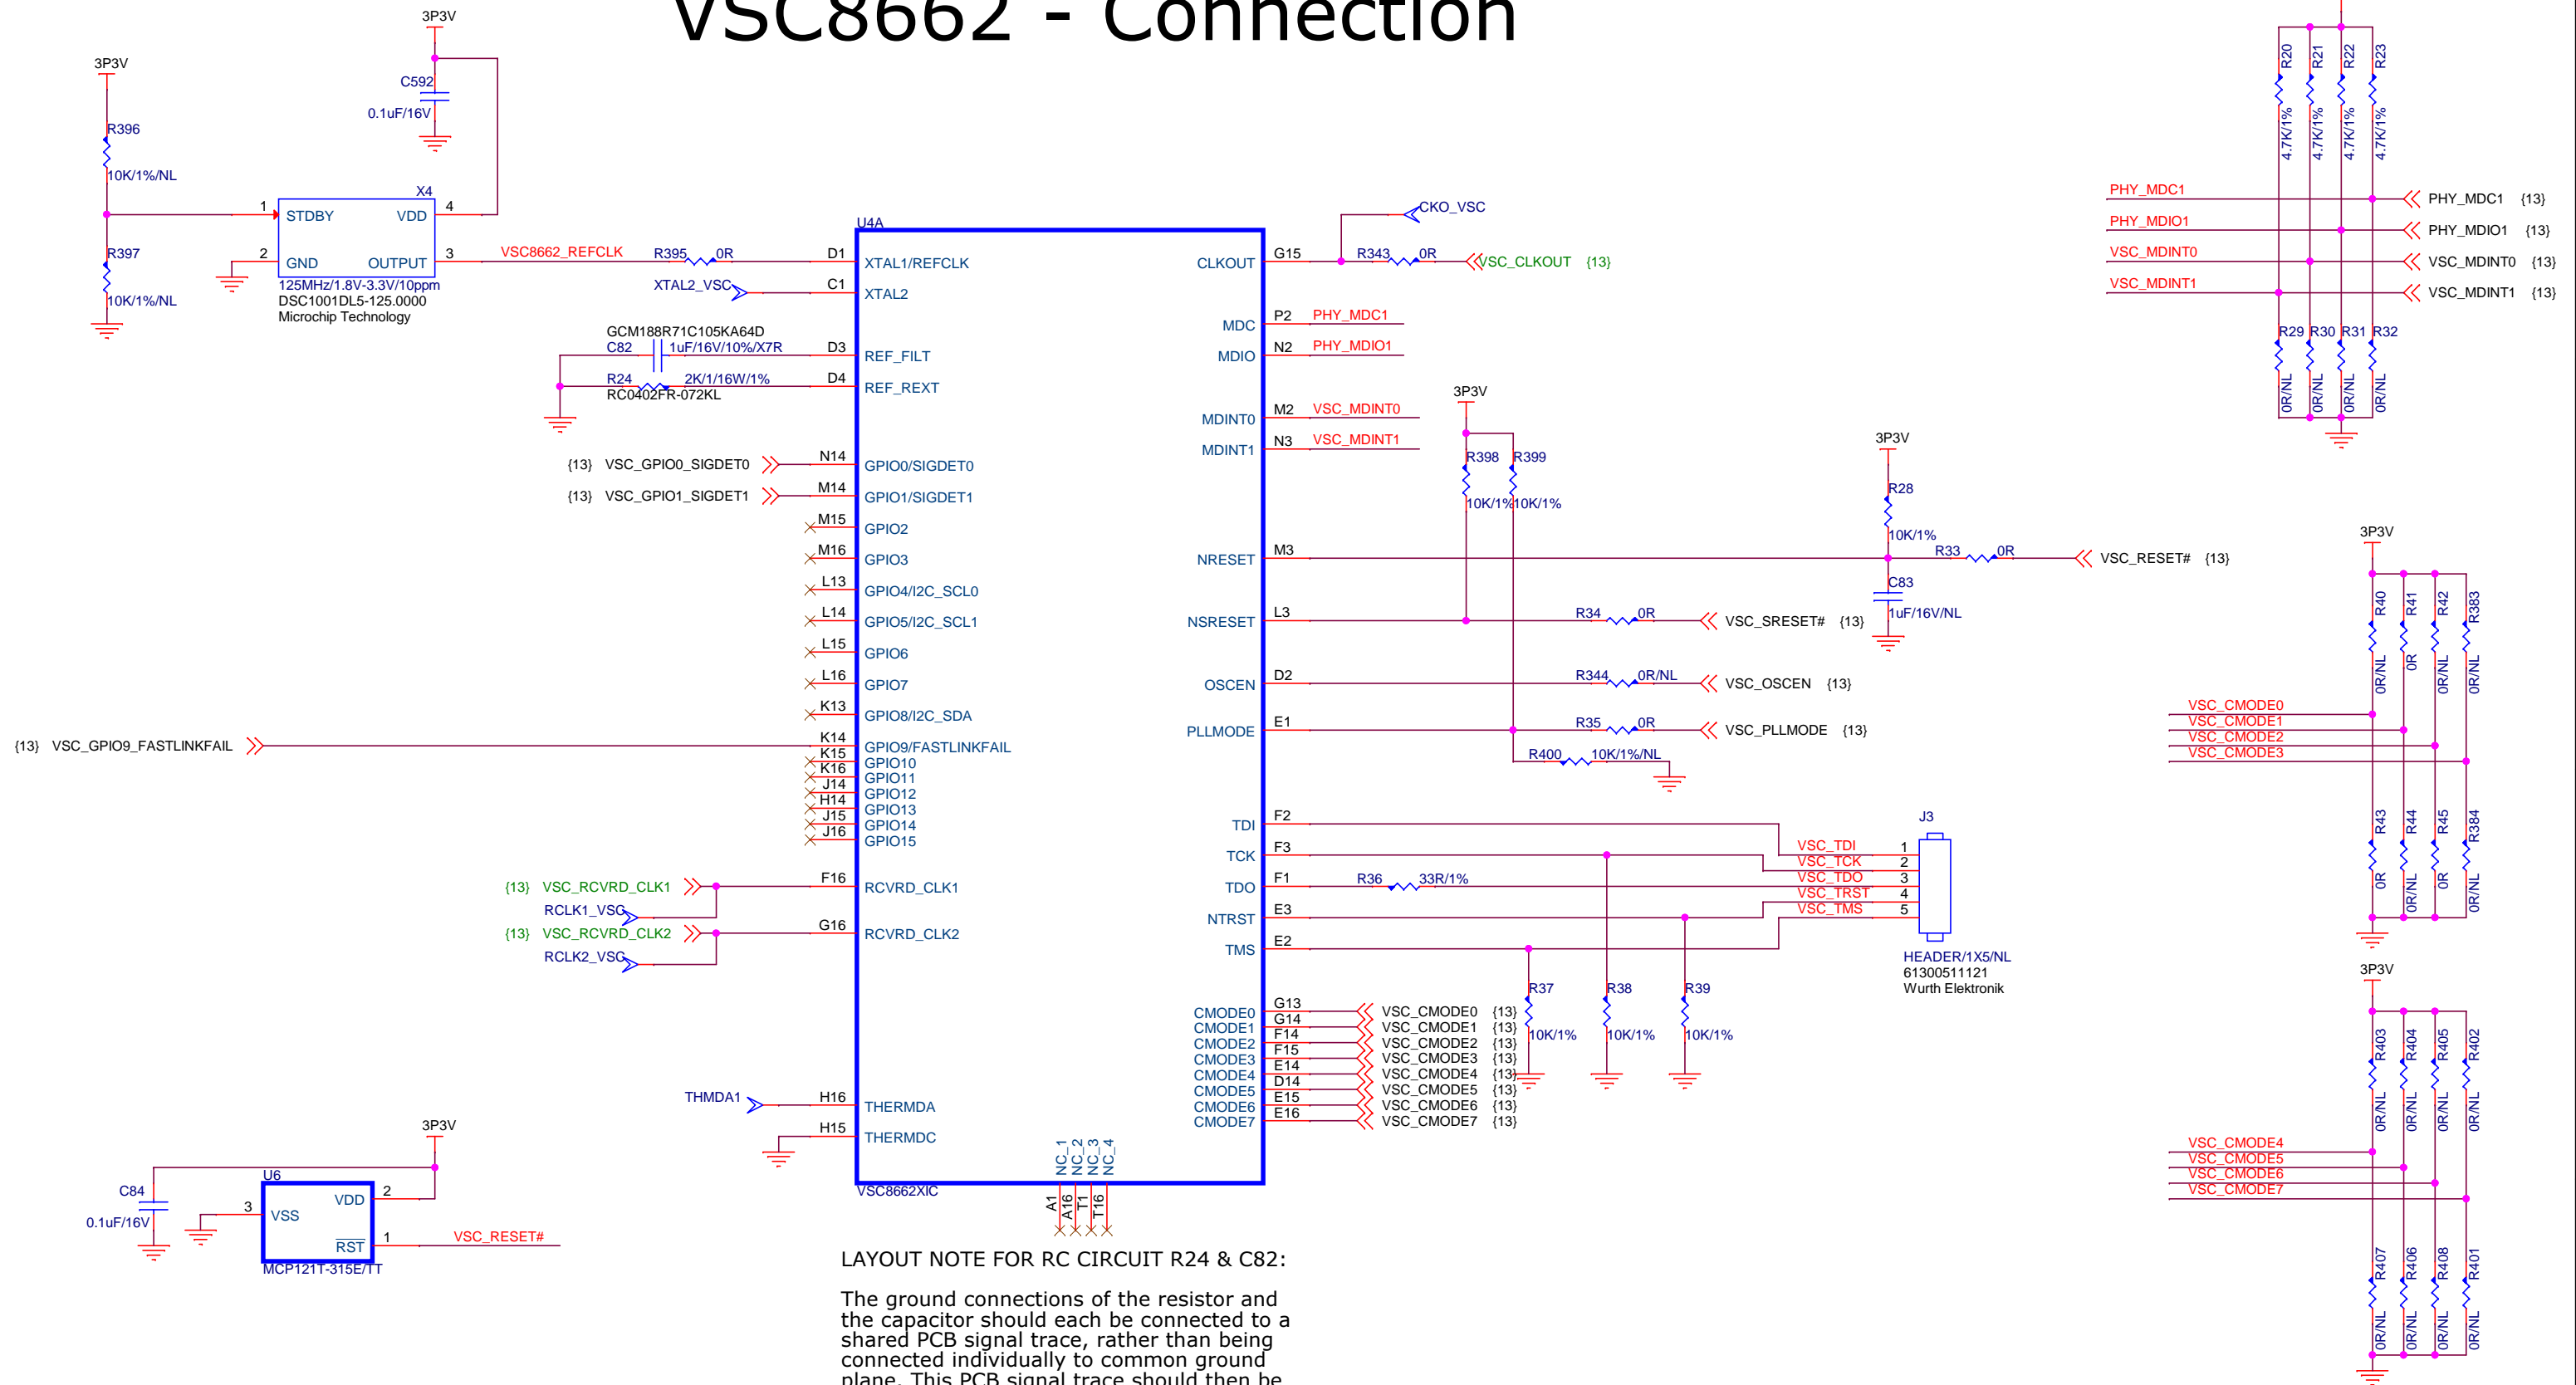 VSC8662 - Connection
3P3V
R396
10K/1%/NL
R397
10K/1%/NL
3P3V
C592
0.1uF/16V
X4
1 STDBY VDD 4
2 GND OUTPUT 3
125MHz/1.8V-3.3V/10ppm
DSC1001DL5-125.0000
Microchip Technology
VSC8662_REFCLK R395 0R
XTAL2_VSC
GCM188R71C105KA64D
C82 1uF/16V/10%/X7R
R24 2K/1/16W/1%
RC0402FR-072KL
{13} VSC_GPIO0_SIGDET0
{13} VSC_GPIO1_SIGDET1
{13} VSC_GPIO9_FASTLINKFAIL
{13} VSC_RCVRD_CLK1
RCLK1_VSC
{13} VSC_RCVRD_CLK2
RCLK2_VSC
THMDA1
U4A
D1 XTAL1/REFCLK
C1 XTAL2
D3 REF_FILT
D4 REF_REXT
N14 GPIO0/SIGDET0
M14 GPIO1/SIGDET1
M15 GPIO2
M16 GPIO3
L13 GPIO4/I2C_SCL0
L14 GPIO5/I2C_SCL1
L15 GPIO6
L16 GPIO7
K13 GPIO8/I2C_SDA
K14 GPIO9/FASTLINKFAIL
K15 GPIO10
K16 GPIO11
J14 GPIO12
H14 GPIO13
J15 GPIO14
J16 GPIO15
F16 RCVRD_CLK1
G16 RCVRD_CLK2
H16 THERMDA
H15 THERMDC
NC_1 A1
NC_2 A16
NC_3 T1
NC_4 T16
VSC8662XIC
CLKOUT G15
MDC P2 PHY_MDC1
MDIO N2 PHY_MDIO1
MDINT0 M2 VSC_MDINT0
MDINT1 N3 VSC_MDINT1
NRESET M3
NSRESET L3
OSCEN D2
PLLMODE E1
TDI F2
TCK F3
TDO F1
NTRST E3
TMS E2
CMODE0 G13 VSC_CMODE0 {13}
CMODE1 G14 VSC_CMODE1 {13}
CMODE2 F14 VSC_CMODE2 {13}
CMODE3 F15 VSC_CMODE3 {13}
CMODE4 E14 VSC_CMODE4 {13}
CMODE5 D14 VSC_CMODE5 {13}
CMODE6 E15 VSC_CMODE6 {13}
CMODE7 E16 VSC_CMODE7 {13}
CKO_VSC
R343 0R VSC_CLKOUT {13}
3P3V
R398 R399
10K/1% 10K/1%
3P3V
R28
10K/1%
R33 0R VSC_RESET# {13}
C83
1uF/16V/NL
R34 0R VSC_SRESET# {13}
R344 0R/NL VSC_OSCEN {13}
R35 0R VSC_PLLMODE {13}
R400 10K/1%/NL
R36 33R/1%
J3
VSC_TDI 1
VSC_TCK 2
VSC_TDO 3
VSC_TRST 4
VSC_TMS 5
HEADER/1X5/NL
61300511121
Wurth Elektronik
R37 R38 R39
10K/1% 10K/1% 10K/1%
R20 R21 R22 R23
4.7K/1% 4.7K/1% 4.7K/1% 4.7K/1%
PHY_MDC1 PHY_MDC1 {13}
PHY_MDIO1 PHY_MDIO1 {13}
VSC_MDINT0 VSC_MDINT0 {13}
VSC_MDINT1 VSC_MDINT1 {13}
R29 R30 R31 R32
0R/NL 0R/NL 0R/NL 0R/NL
3P3V
R40 R41 R42 R383
0R/NL 0R 0R/NL 0R/NL
VSC_CMODE0
VSC_CMODE1
VSC_CMODE2
VSC_CMODE3
R43 R44 R45 R384
0R 0R/NL 0R 0R/NL
3P3V
R403 R404 R405 R402
0R/NL 0R/NL 0R/NL 0R/NL
VSC_CMODE4
VSC_CMODE5
VSC_CMODE6
VSC_CMODE7
R407 R406 R408 R401
0R/NL 0R/NL 0R/NL 0R/NL
3P3V
C84
0.1uF/16V
U6
VDD 2
3 VSS
RST 1 VSC_RESET#
MCP121T-315E/TT
LAYOUT NOTE FOR RC CIRCUIT R24 & C82:
The ground connections of the resistor and
the capacitor should each be connected to a
shared PCB signal trace, rather than being
connected individually to common ground
plane. This PCB signal trace should then be